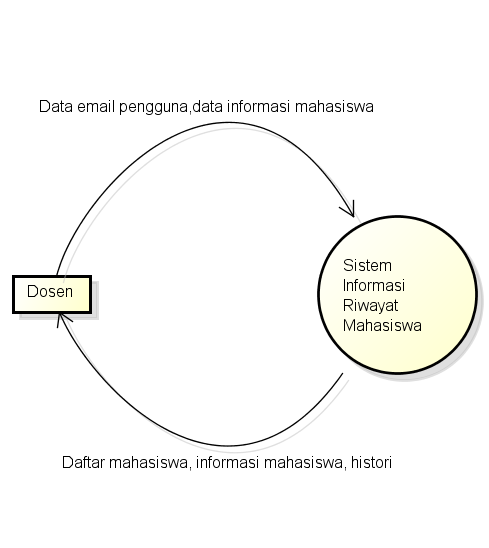 Data email pengguna,data informasi mahasiswa
Dosen
Sistem
Informasi
Riwayat
Mahasiswa
Daftar mahasiswa, informasi mahasiswa, histori